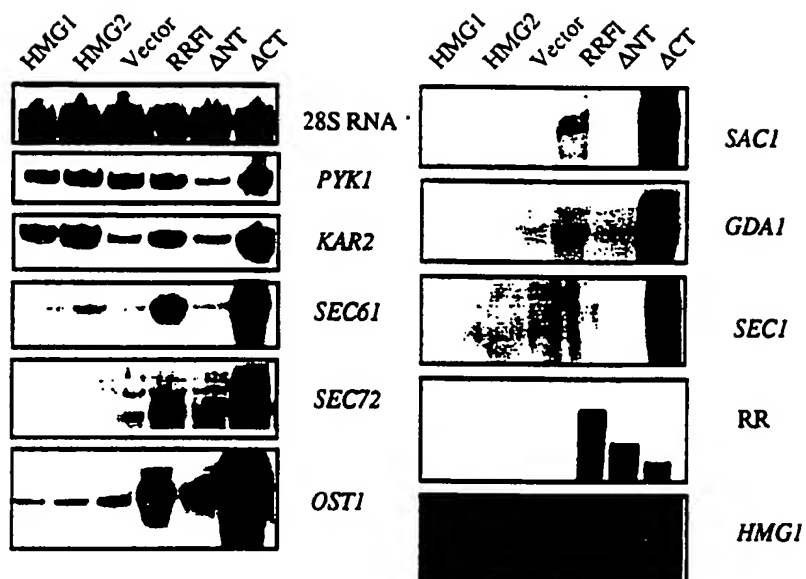 HMG1 HMG2 Vector RRFl ΔNT ΔCT
28S RNA
PYK1
KAR2
SEC61
SEC72
OST1
HMG1 HMG2 Vector RRFl ΔNT ΔCT
SAC1
GDA1
SEC1
RR
HMG1